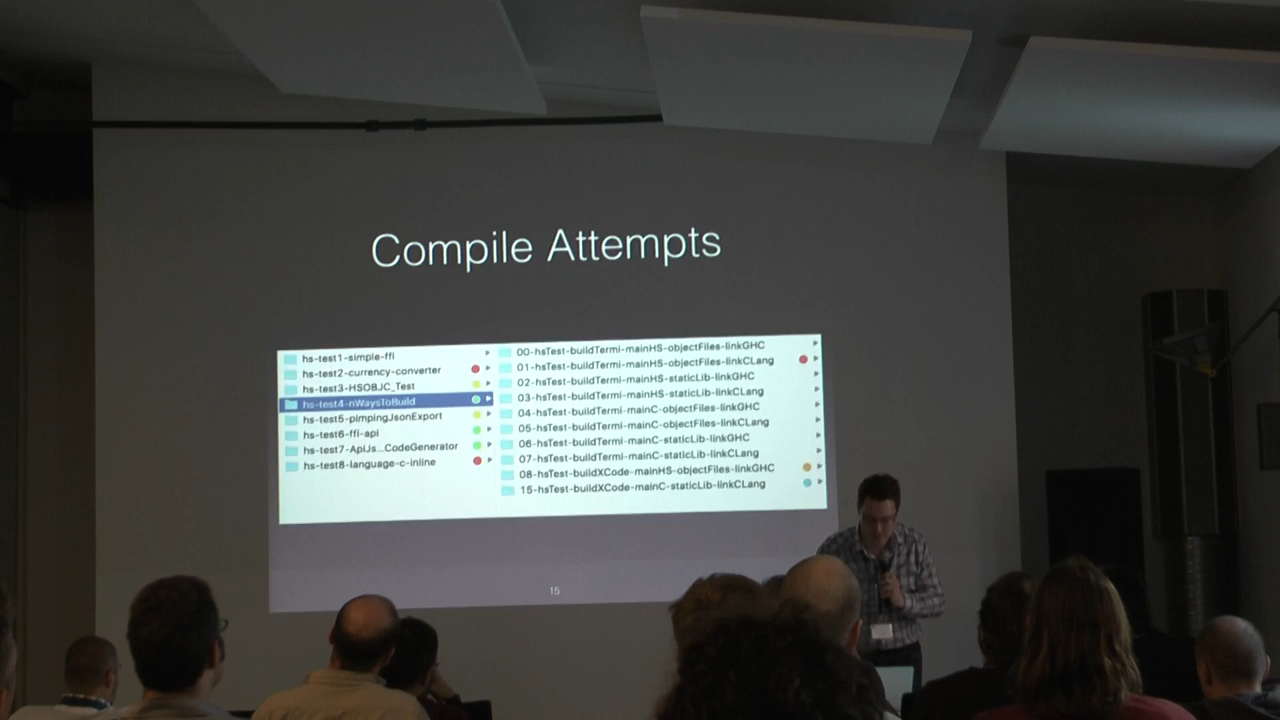 Compile Attempts
hs-test1-simple-ffi
hs-test2-currency-converter
hs-test3-HSOBJC_Test
hs-test4-nWaysToBuild
hs-test5-pimpingJsonExport
hs-test6-ffi-api
hs-test7-ApiJs...CodeGenerator
hs-test8-language-c-inline
00-hsTest-buildTermi-mainHS-objectFiles-linkGHC
01-hsTest-buildTermi-mainHS-objectFiles-linkCLang
02-hsTest-buildTermi-mainHS-staticLib-linkGHC
03-hsTest-buildTermi-mainHS-staticLib-linkCLang
04-hsTest-buildTermi-mainC-objectFiles-linkGHC
05-hsTest-buildTermi-mainC-objectFiles-linkCLang
06-hsTest-buildTermi-mainC-staticLib-linkGHC
07-hsTest-buildTermi-mainC-staticLib-linkCLang
08-hsTest-buildXCode-mainHS-objectFiles-linkGHC
15-hsTest-buildXCode-mainC-staticLib-linkCLang
15